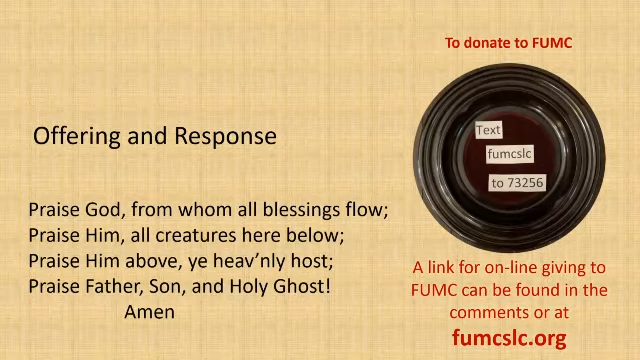 Offering and Response
Praise God, from whom all blessings flow;
Praise Him, all creatures here below;
Praise Him above, ye heav'nly host;
Praise Father, Son, and Holy Ghost!
Amen
To donate to FUMC
Text
fumcslc
to 73256
A link for on-line giving to
FUMC can be found in the
comments or at
fumcslc.org